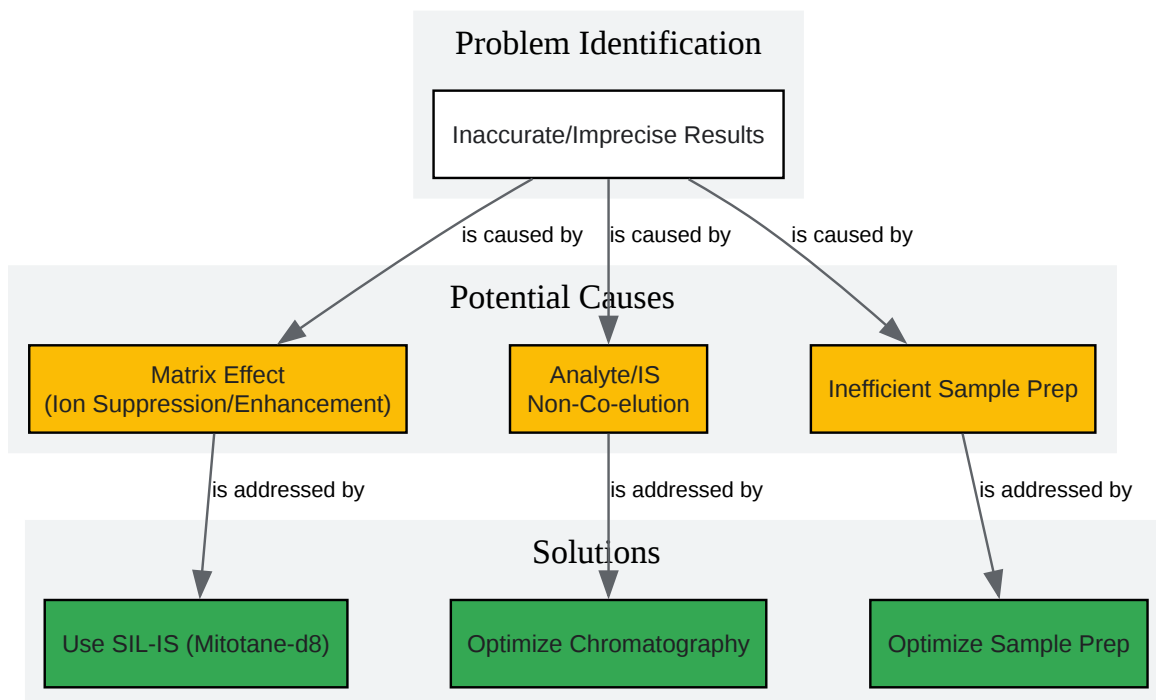 Problem Identification
Inaccurate/Imprecise Results
is caused by
is caused by
is caused by
Potential Causes
Matrix Effect
(Ion Suppression/Enhancement)
Analyte/IS
Non-Co-elution
Inefficient Sample Prep
is addressed by
is addressed by
is addressed by
Solutions
Use SIL-IS (Mitotane-d8)
Optimize Chromatography
Optimize Sample Prep